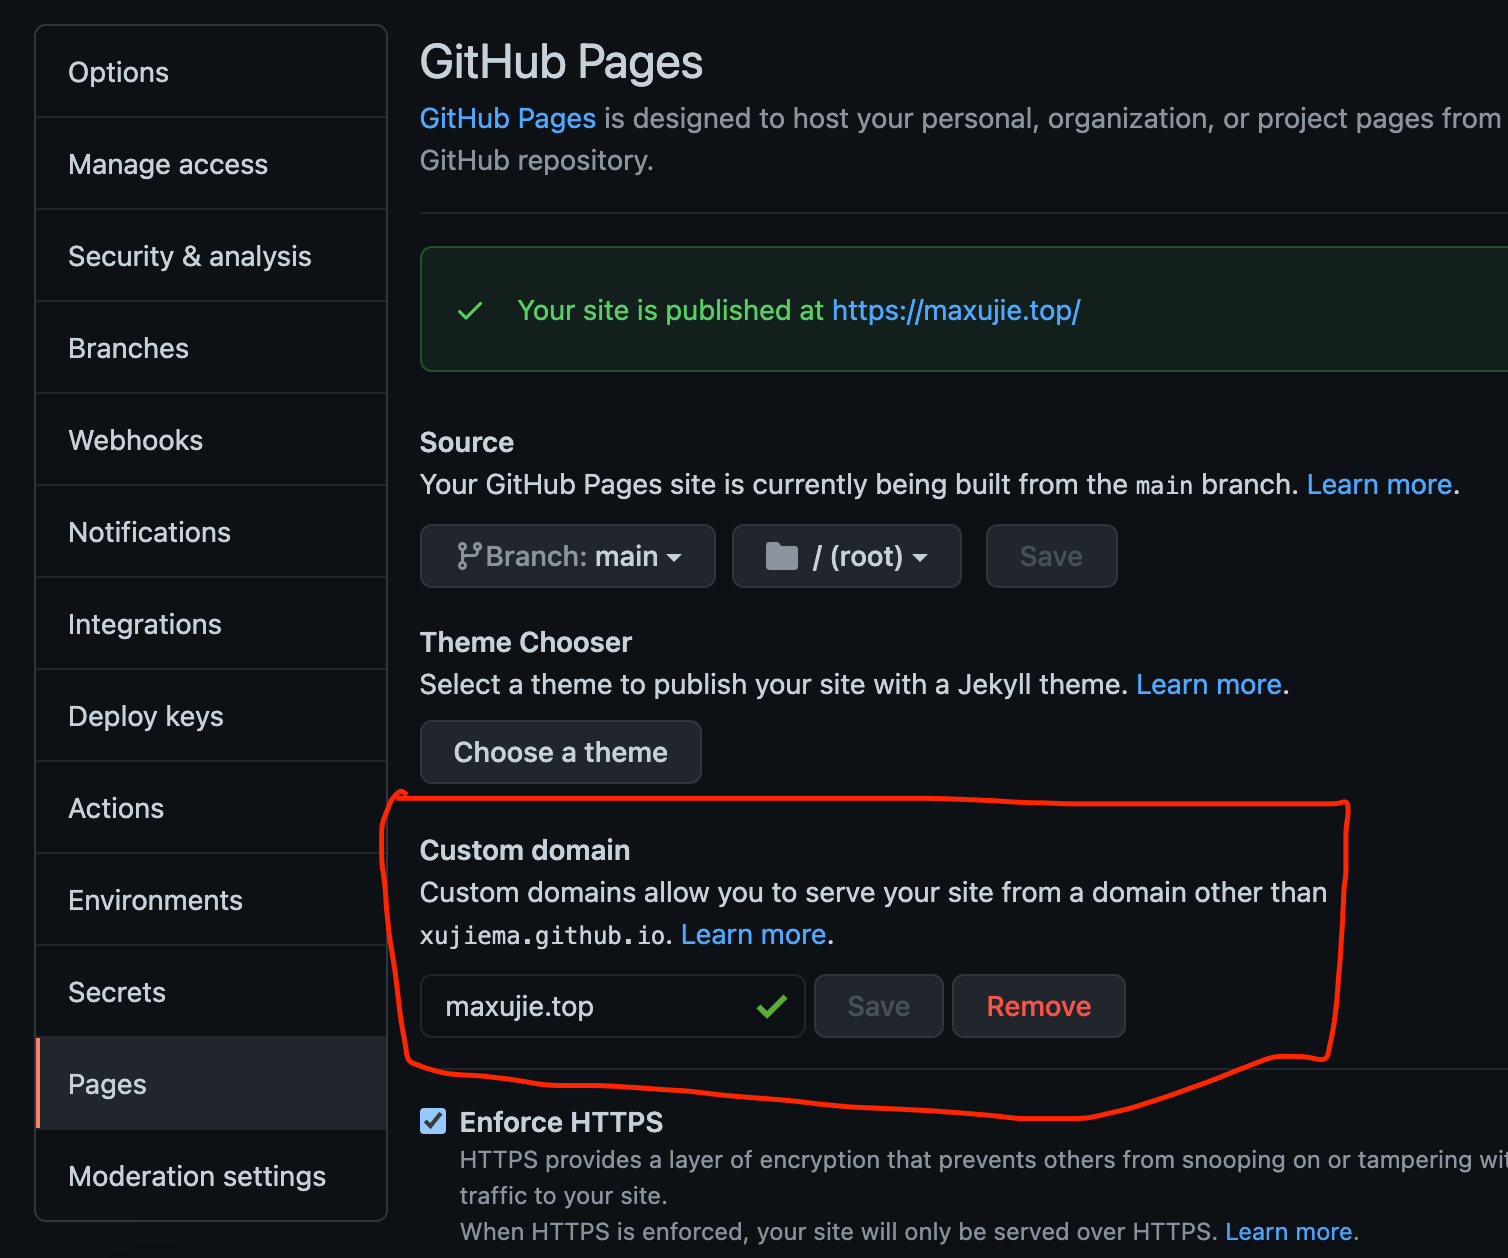 Options
Manage access
Security & analysis
Branches
Webhooks
Notifications
Integrations
Deploy keys
Actions
Environments
Secrets
Pages
Moderation settings
GitHub Pages
GitHub Pages is designed to host your personal, organization, or project pages from
GitHub repository.
Your site is published at https://maxujie.top/
Source
Your GitHub Pages site is currently being built from the main branch. Learn more.
Branch: main
/ (root)
Save
Theme Chooser
Select a theme to publish your site with a Jekyll theme. Learn more.
Choose a theme
Custom domain
Custom domains allow you to serve your site from a domain other than
xujiema.github.io. Learn more.
maxujie.top
Save
Remove
Enforce HTTPS
HTTPS provides a layer of encryption that prevents others from snooping on or tampering wit
traffic to your site.
When HTTPS is enforced, your site will only be served over HTTPS. Learn more.